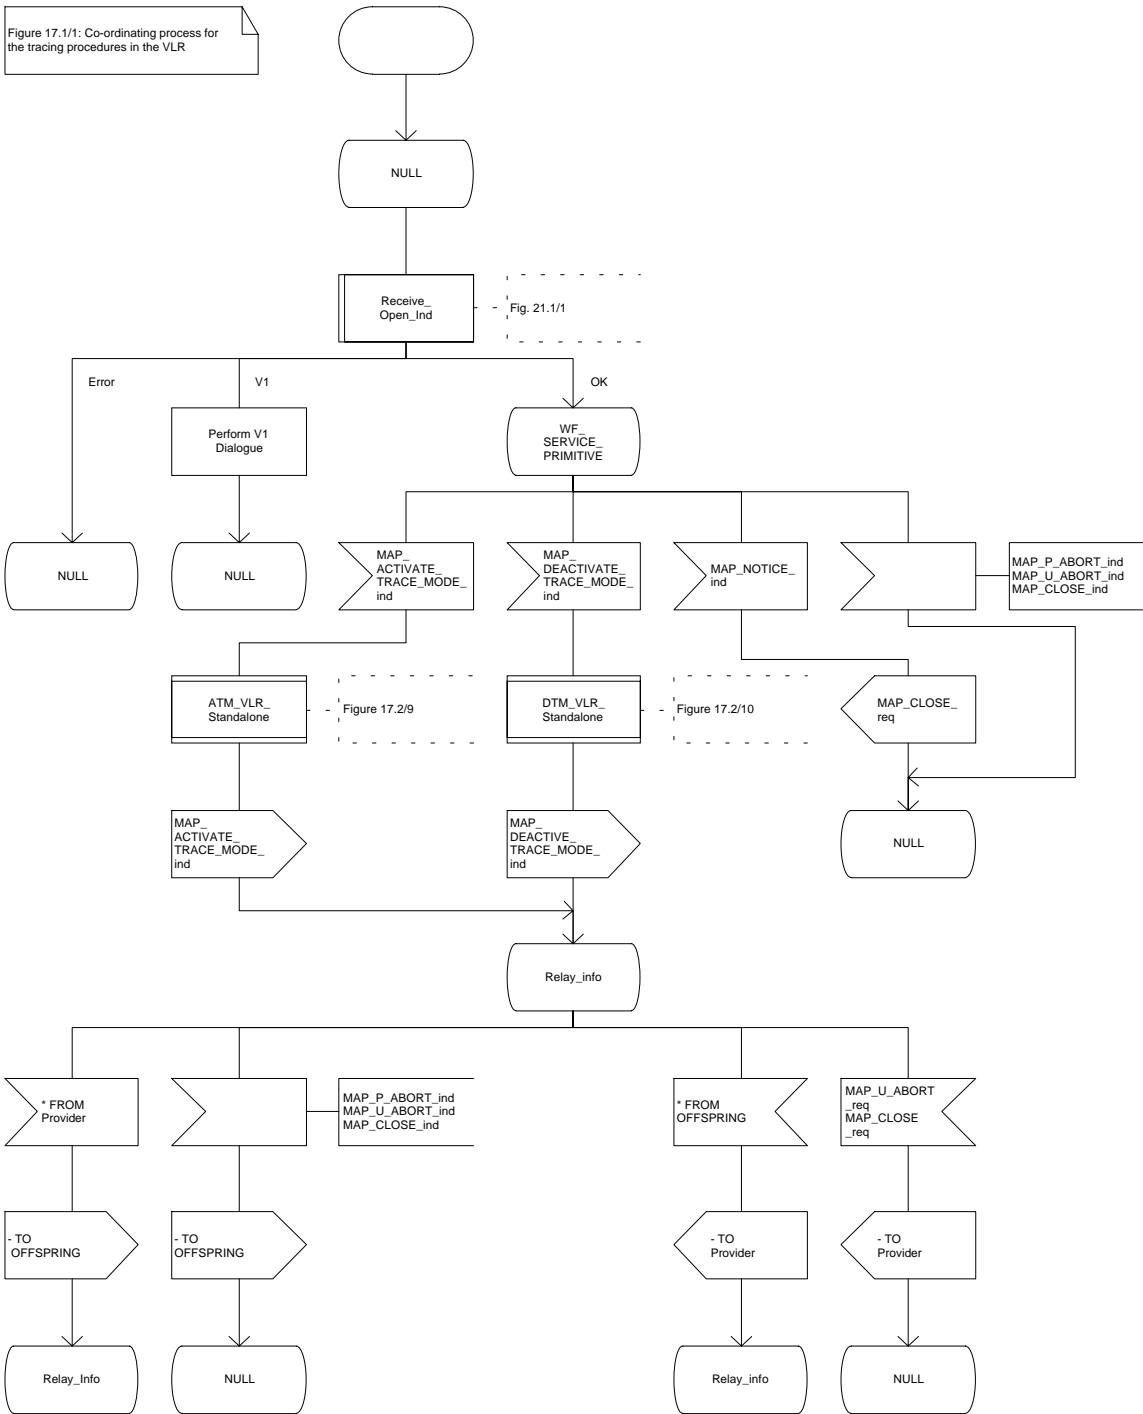 Figure 17.1/1: Co-ordinating process for
the tracing procedures in the VLR
NULL
Receive_
Open_Ind
Fig. 21.1/1
Error
V1
OK
Perform V1
Dialogue
WF_
SERVICE_
PRIMITIVE
NULL
NULL
MAP_
ACTIVATE_
TRACE_MODE_
ind
MAP_
DEACTIVATE_
TRACE_MODE_
ind
MAP_NOTICE_
ind
MAP_P_ABORT_ind
MAP_U_ABORT_ind
MAP_CLOSE_ind
ATM_VLR_
Standalone
Figure 17.2/9
DTM_VLR_
Standalone
Figure 17.2/10
MAP_CLOSE_
req
MAP_
ACTIVATE_
TRACE_MODE_
ind
MAP_
DEACTIVE_
TRACE_MODE_
ind
NULL
Relay_info
* FROM
Provider
MAP_P_ABORT_ind
MAP_U_ABORT_ind
MAP_CLOSE_ind
* FROM
OFFSPRING
MAP_U_ABORT
_req
MAP_CLOSE
_req
- TO
OFFSPRING
- TO
OFFSPRING
- TO
Provider
- TO
Provider
Relay_Info
NULL
Relay_info
NULL